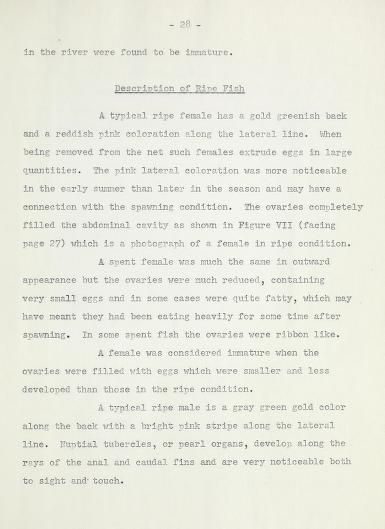 - 28 -
in the river were found to be immature.
Description of Ripe Fish
A typical ripe female has a gold greenish back
and a reddish pink coloration along the lateral line. When
being removed from the net such females extrude eggs in large
quantities. The pink lateral coloration was more noticeable
in the early summer than later in the season and may have a
connection with the spawning condition. The ovaries completely
filled the abdominal cavity as shown in Figure VII (facing
page 27) which is a photograph of a female in ripe condition.
A spent female was much the same in outward
appearance but the ovaries were much reduced, containing
very small eggs and in some cases were quite fatty, which may
have meant they had been eating heavily for some time after
spawning. In some spent fish the ovaries were ribbon like.
A female was considered immature when the
ovaries were filled with eggs which were smaller and less
developed than those in the ripe condition.
A typical ripe male is a gray green gold color
along the back with a bright pink stripe along the lateral
line. Nuptial tubercles, or pearl organs, develop along the
rays of the anal and caudal fins and are very noticeable both
to sight and touch.